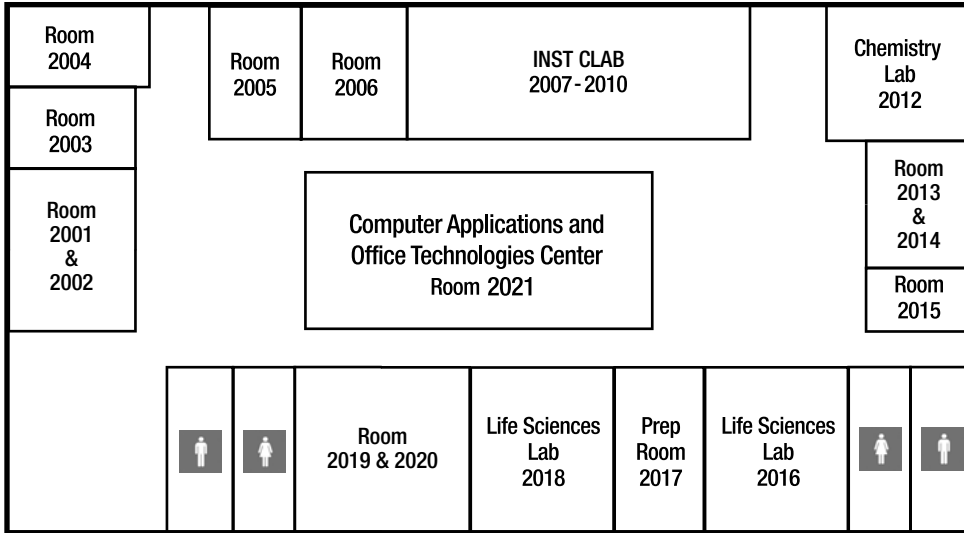 Room
2004
Room
2005
Room
2006
INST CLAB
2007-2010
Chemistry
Lab
2012
Room
2003
Room
2013
&
2014
Room
2001
&
2002
Computer Applications and
Office Technologies Center
Room 2021
Room
2015
Room
2019 & 2020
Life Sciences
Lab
2018
Prep
Room
2017
Life Sciences
Lab
2016